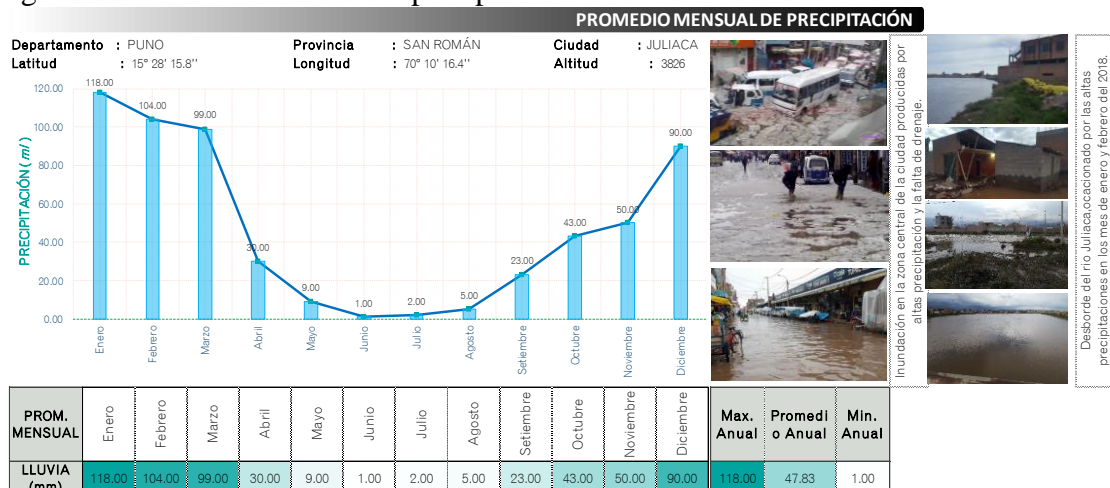 PROMEDIO MENSUAL DE PRECIPITACIÓN
Departamento : PUNO Provincia : SAN ROMÁN Ciudad : JULIACA
Latitud : 15° 28' 15.8'' Longitud : 70° 10' 16.4'' Altitud : 3826
PRECIPITACIÓN (ml)
120.00
100.00
80.00
60.00
40.00
20.00
0.00
118.00
104.00
99.00
30.00
9.00
1.00
2.00
5.00
23.00
43.00
50.00
90.00
Enero
Febrero
Marzo
Abril
Mayo
Junio
Julio
Agosto
Setiembre
Octubre
Noviembre
Diciembre
Inundación en la zona central de la ciudad producidas por
altas precipitación y la falta de drenaje.
Desborde del rio Juliaca,ocacionado por las altas
precipitaciones en los mes de enero y febrero del 2018.
PROM.
MENSUAL
Enero
Febrero
Marzo
Abril
Mayo
Junio
Julio
Agosto
Setiembre
Octubre
Noviembre
Diciembre
Max.
Anual
Promedi
o Anual
Min.
Anual
LLUVIA
(mm)
118.00 104.00 99.00 30.00 9.00 1.00 2.00 5.00 23.00 43.00 50.00 90.00 118.00 47.83 1.00